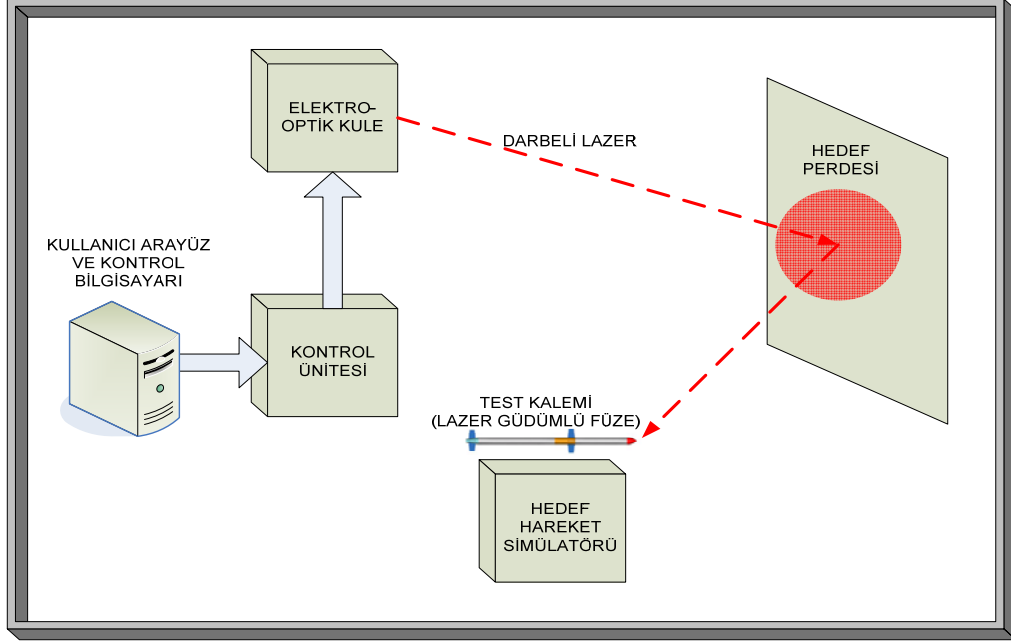 ELEKTRO-
OPTİK KULE
DARBELİ LAZER
HEDEF
PERDESİ
KULLANICI ARAYÜZ
VE KONTROL
BİLGİSAYARI
KONTROL
ÜNİTESİ
TEST KALEMİ
(LAZER GÜDÜMLÜ FÜZE)
HEDEF
HAREKET
SİMÜLATÖRÜ